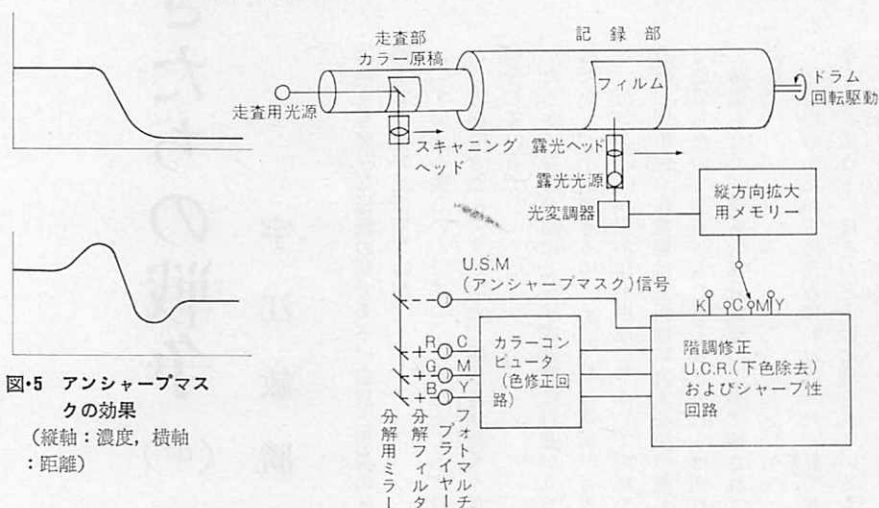 走査部
カラー原稿
記録部
フィルム
ドラム
回転駆動
走査用光源
スキャニング
ヘッド
露光ヘッド
露光光源
光変調器
縦方向拡大
用メモリー
U.S.M
(アンシャープマスク)信号
K C M Y
R C
G M
B Y
カラーコン
ピュータ
(色修正回
路)
階調修正
U.C.R.(下色除去)
およびシャープ性
回路
分解用ミラー
分解フィルタ
フォトマルチ
プライヤー
図・5 アンシャープマス
クの効果
(縦軸:濃度,横軸
:距離)